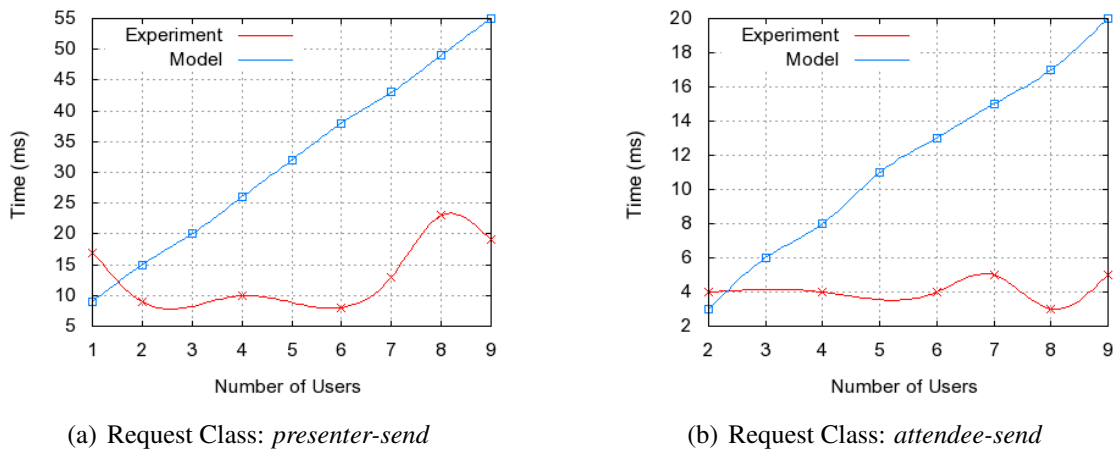 55
50
45
40
35
30
25
20
15
10
5
Time (ms)
Experiment
Model
1 2 3 4 5 6 7 8 9
Number of Users
(a) Request Class: presenter-send
20
18
16
14
12
10
8
6
4
2
Time (ms)
Experiment
Model
2 3 4 5 6 7 8 9
Number of Users
(b) Request Class: attendee-send